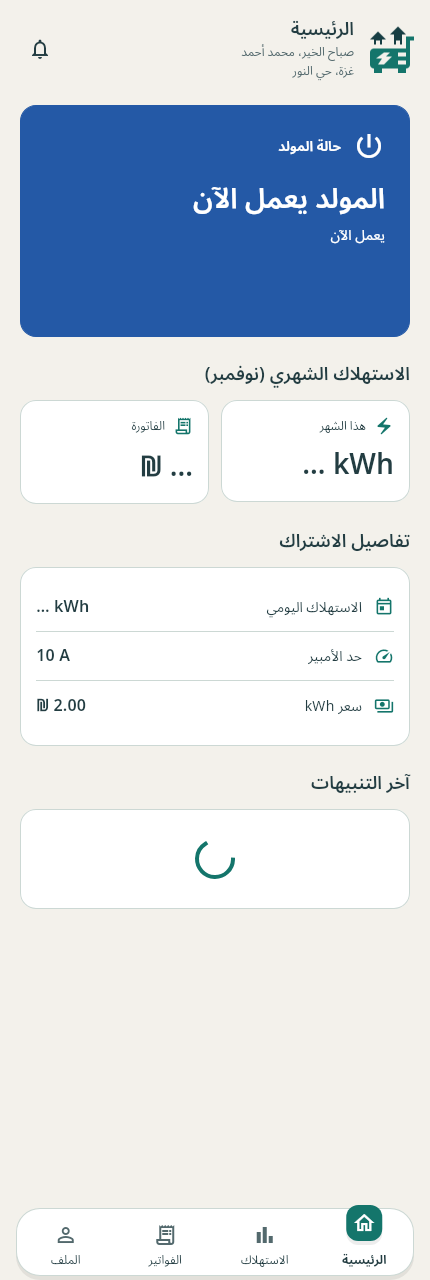 الرئيسية
صباح الخير، محمد أحمد
غزة، حي النور
حالة المولد
المولد يعمل الآن
يعمل الآن
الاستهلاك الشهري (نوفمبر)
هذا الشهر
... kWh
الفاتورة
... ₪
تفاصيل الاشتراك
الاستهلاك اليومي
... kWh
حد الأمبير
10 A
سعر kWh
₪ 2.00
آخر التنبيهات
الرئيسية
الاستهلاك
الفواتير
الملف